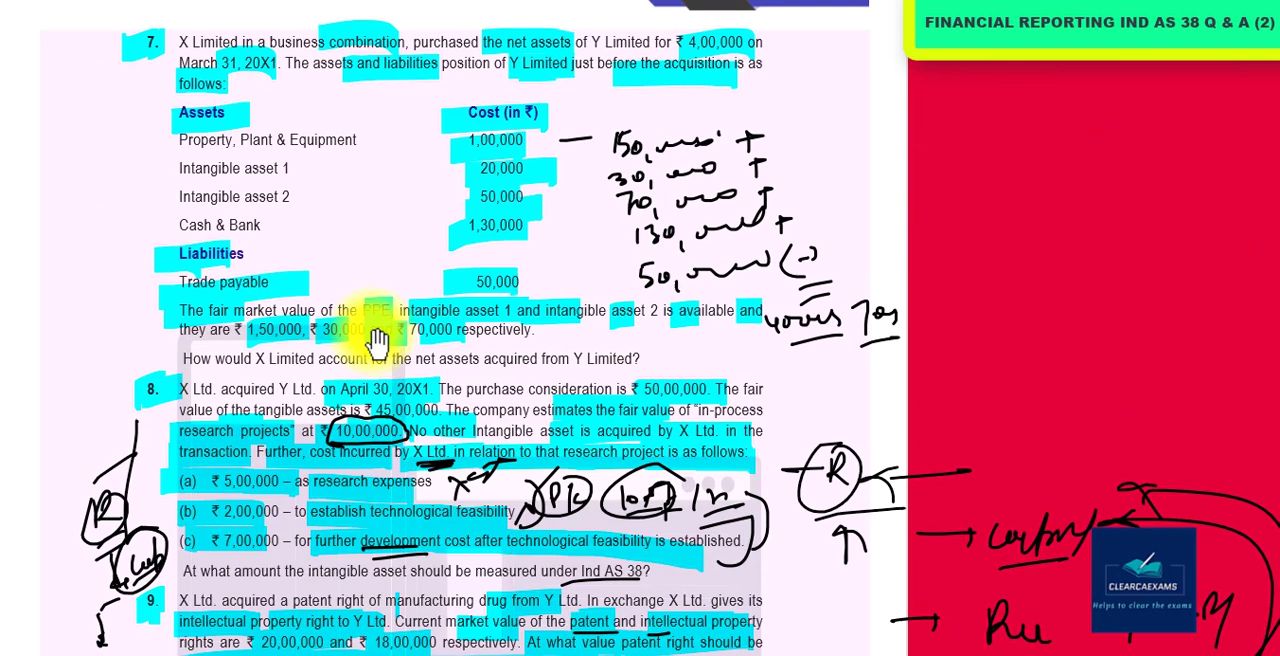 FINANCIAL REPORTING IND AS 38 Q & A (2)
7. X Limited in a business combination, purchased the net assets of Y Limited for ₹ 4,00,000 on
March 31, 20X1. The assets and liabilities position of Y Limited just before the acquisition is as
follows:
Assets Cost (in ₹)
Property, Plant & Equipment 1,00,000
Intangible asset 1 20,000
Intangible asset 2 50,000
Cash & Bank 1,30,000
Liabilities
Trade payable 50,000
150, +
30, +
70, +
130, +
50, (-)
The fair market value of the PPE, intangible asset 1 and intangible asset 2 is available and
they are ₹ 1,50,000, ₹ 30,000 ₹ 70,000 respectively.
How would X Limited account for the net assets acquired from Y Limited?
8. X Ltd. acquired Y Ltd. on April 30, 20X1. The purchase consideration is ₹ 50,00,000. The fair
value of the tangible assets is ₹ 45,00,000. The company estimates the fair value of “in-process
research projects” at ₹ 10,00,000. No other Intangible asset is acquired by X Ltd. in the
transaction. Further, cost incurred by X Ltd. in relation to that research project is as follows:
(a) ₹ 5,00,000 – as research expenses
(b) ₹ 2,00,000 – to establish technological feasibility
(c) ₹ 7,00,000 – for further development cost after technological feasibility is established.
R
At what amount the intangible asset should be measured under Ind AS 38?
9. X Ltd. acquired a patent right of manufacturing drug from Y Ltd. In exchange X Ltd. gives its
intellectual property right to Y Ltd. Current market value of the patent and intellectual property
rights are ₹ 20,00,000 and ₹ 18,00,000 respectively. At what value patent right should be
CLEARCAEXAMS
Helps to clear the exams